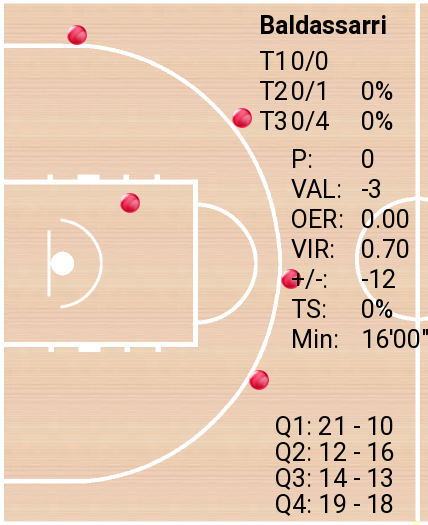 Baldassarri
T1 0/0
T2 0/1 0%
T3 0/4 0%
P: 0
VAL: -3
OER: 0.00
VIR: 0.70
+/-: -12
TS: 0%
Min: 16'00"
Q1: 21 - 10
Q2: 12 - 16
Q3: 14 - 13
Q4: 19 - 18